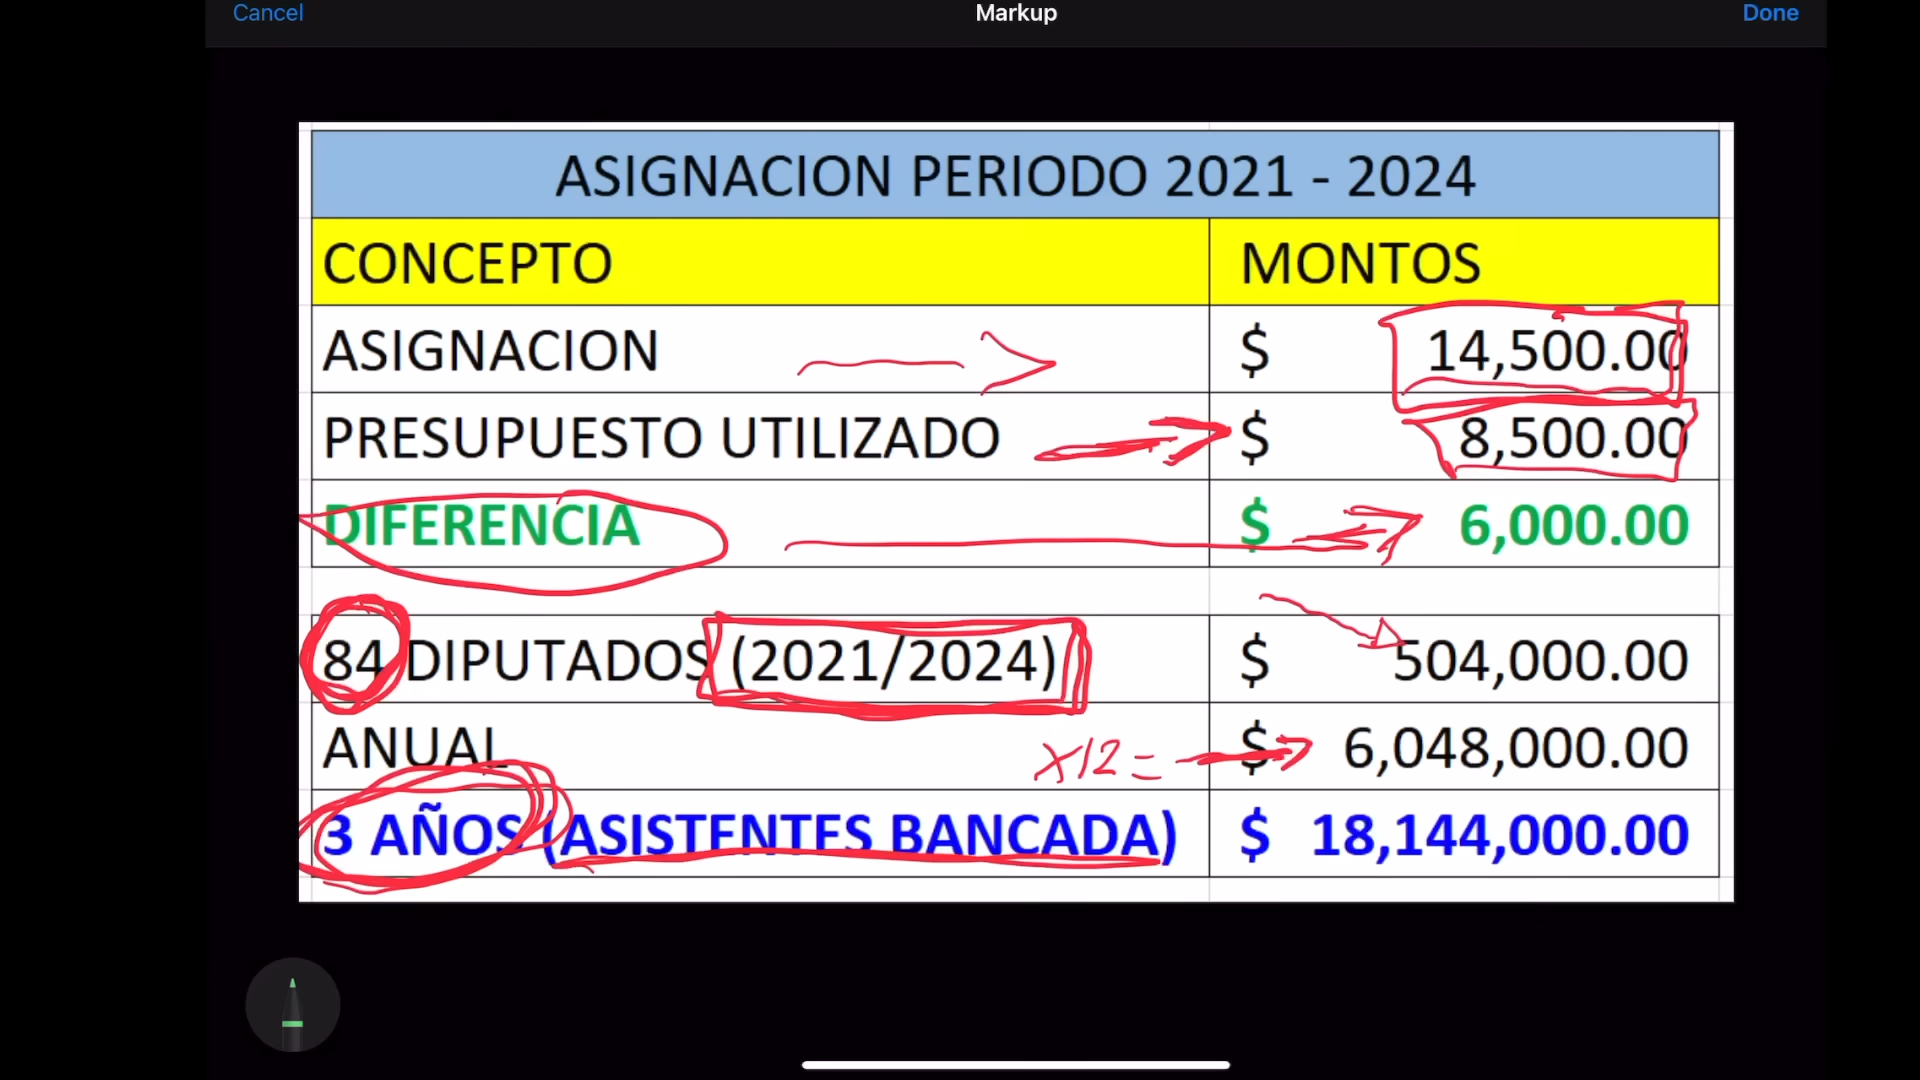 Cancel Markup Done
ASIGNACION PERIODO 2021 - 2024
CONCEPTO MONTOS
ASIGNACION $ 14,500.00
PRESUPUESTO UTILIZADO $ 8,500.00
DIFERENCIA $ 6,000.00
84 DIPUTADOS (2021/2024) $ 504,000.00
ANUAL X12= $ 6,048,000.00
3 AÑOS (ASISTENTES BANCADA) $ 18,144,000.00